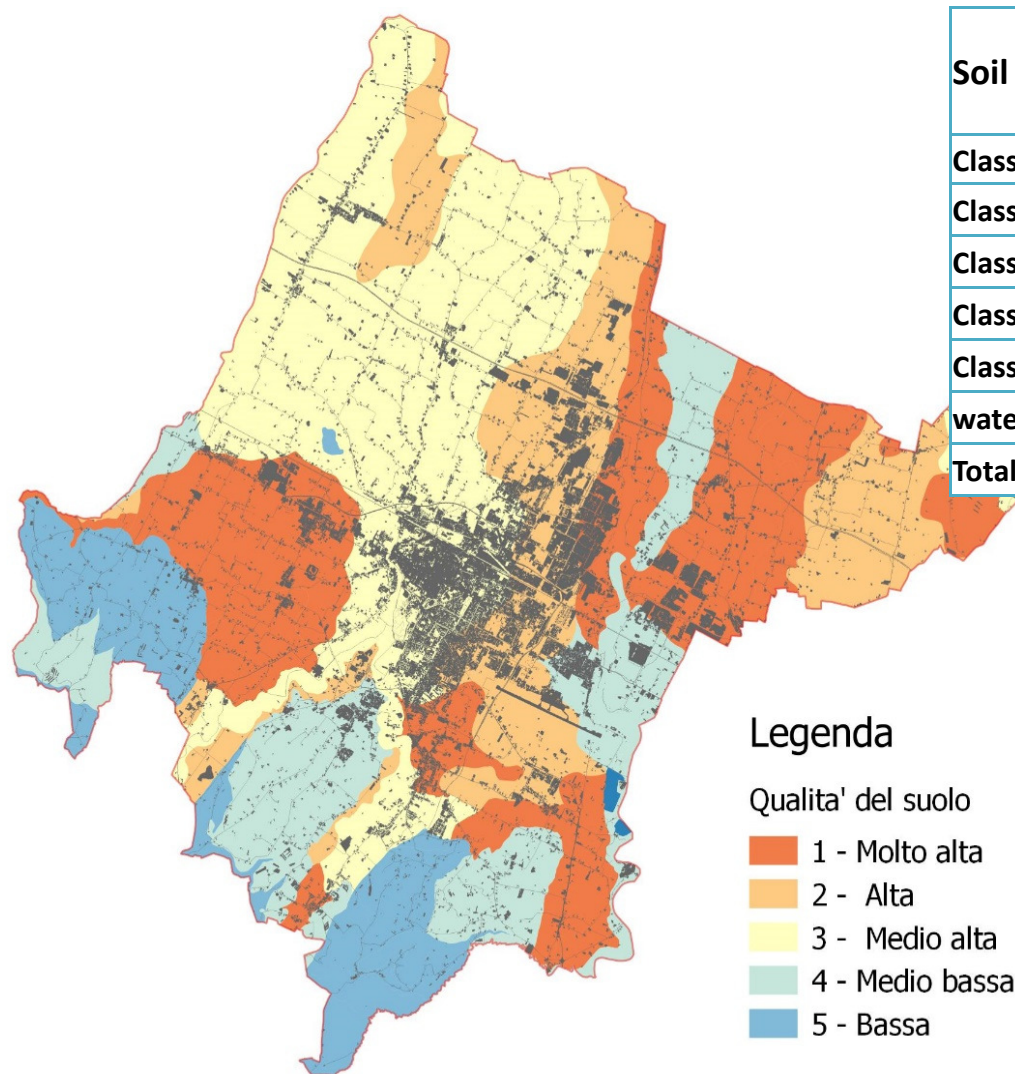 Soil
Class
Class
Class
Class
Class
wate
Total
Legenda
Qualita' del suolo
1 - Molto alta
2 - Alta
3 - Medio alta
4 - Medio bassa
5 - Bassa